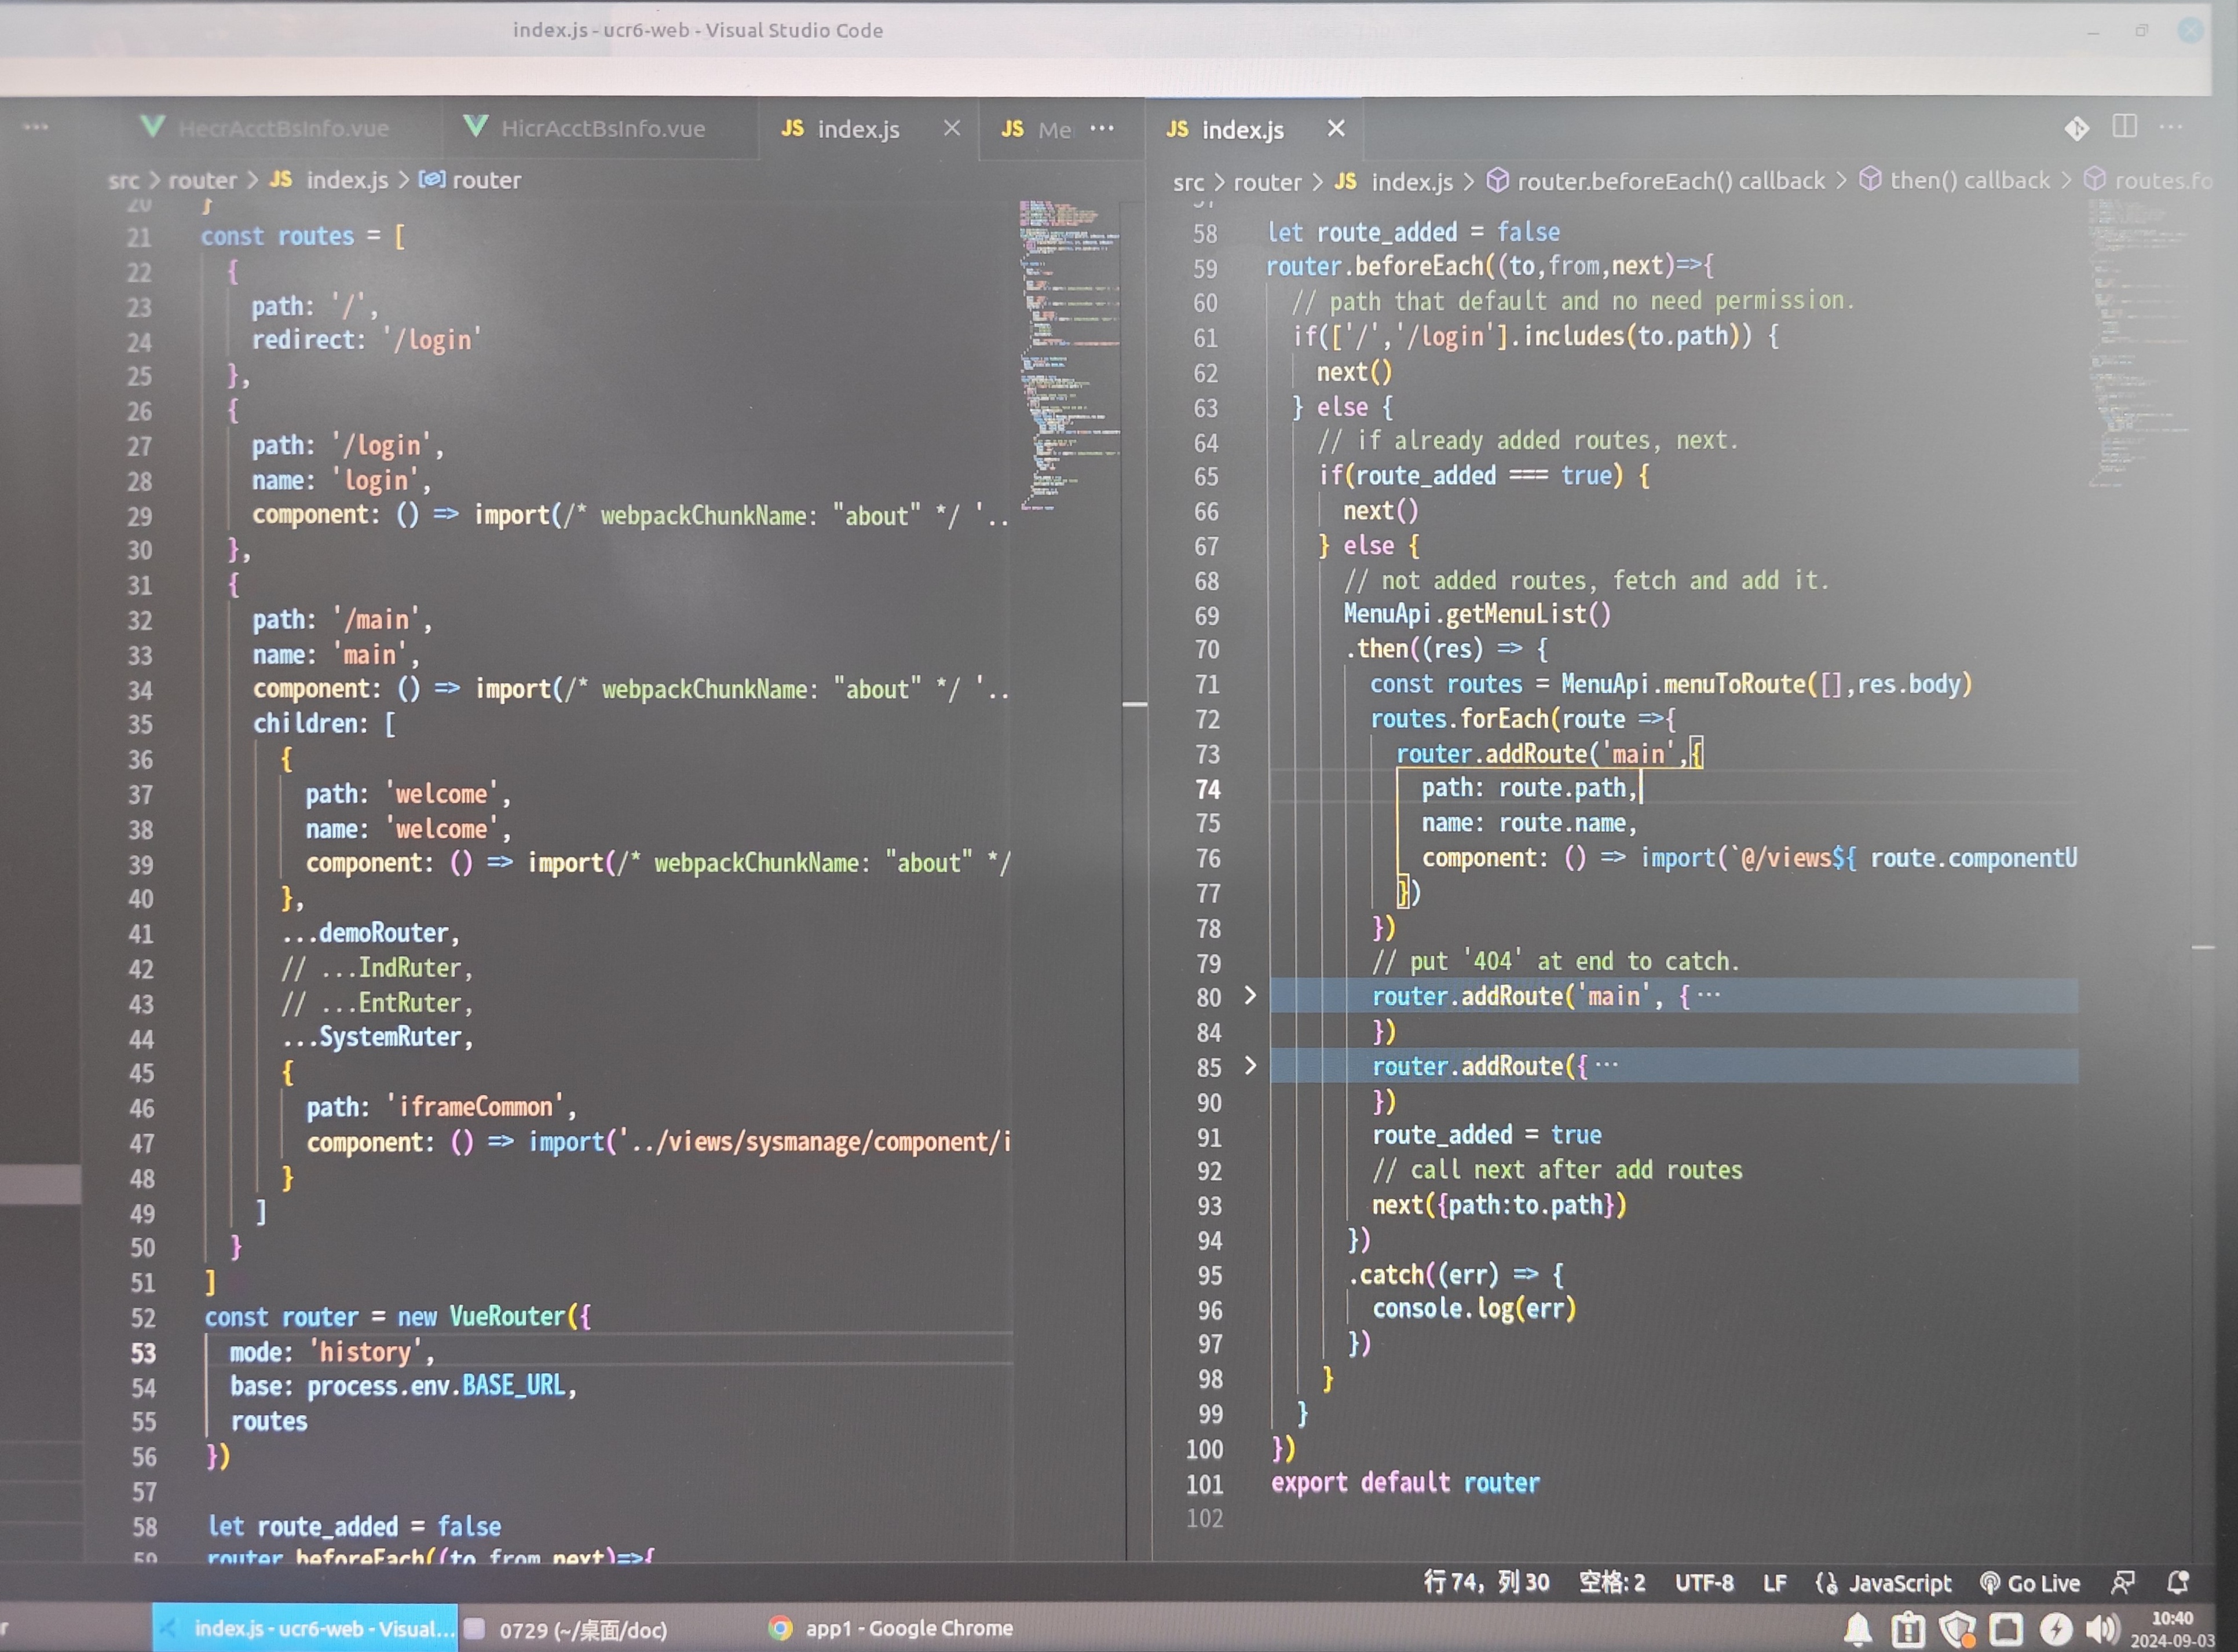 index.js - ucr6-web - Visual Studio Code
HecrAcctBsInfo.vue
HicrAcctBsInfo.vue
JS index.js
JS Me
src > router > JS index.js > router
20 }
21 const routes = [
22 {
23 path: '/',
24 redirect: '/login'
25 },
26 {
27 path: '/login',
28 name: 'login',
29 component: () => import(/* webpackChunkName: "about" */ '..
30 },
31 {
32 path: '/main',
33 name: 'main',
34 component: () => import(/* webpackChunkName: "about" */ '..
35 children: [
36 {
37 path: 'welcome',
38 name: 'welcome',
39 component: () => import(/* webpackChunkName: "about" */
40 },
41 ...demoRouter,
42 // ...IndRuter,
43 // ...EntRuter,
44 ...SystemRuter,
45 {
46 path: 'iframeCommon',
47 component: () => import('../views/sysmanage/component/i
48 }
49 ]
50 }
51 ]
52 const router = new VueRouter({
53 mode: 'history',
54 base: process.env.BASE_URL,
55 routes
56 })
57
58 let route_added = false
59 router.beforeEach((to,from,next)=>{
JS index.js
src > router > JS index.js > router.beforeEach() callback > then() callback > routes.fo
57
58 let route_added = false
59 router.beforeEach((to,from,next)=>{
60 // path that default and no need permission.
61 if(['/','/login'].includes(to.path)) {
62 next()
63 } else {
64 // if already added routes, next.
65 if(route_added === true) {
66 next()
67 } else {
68 // not added routes, fetch and add it.
69 MenuApi.getMenuList()
70 .then((res) => {
71 const routes = MenuApi.menuToRoute([],res.body)
72 routes.forEach(route =>{
73 router.addRoute('main',{
74 path: route.path,
75 name: route.name,
76 component: () => import(`@/views${ route.componentU
77 })
78 })
79 // put '404' at end to catch.
80 router.addRoute('main', {…
84 })
85 router.addRoute({…
90 })
91 route_added = true
92 // call next after add routes
93 next({path:to.path})
94 })
95 .catch((err) => {
96 console.log(err)
97 })
98 }
99 }
100 })
101 export default router
102
行 74，列 30 空格: 2 UTF-8 LF JavaScript Go Live
index.js - ucr6-web - Visual...
0729 (~/桌面/doc)
app1 - Google Chrome
10:40
2024-09-03